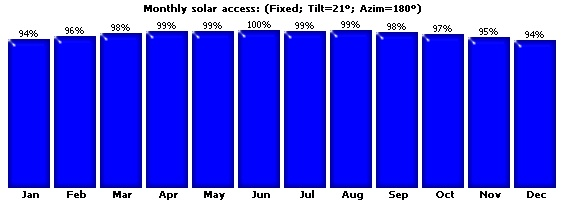 Monthly solar access: (Fixed; Tilt=21°; Azim=180°)
94% 96% 98% 99% 99% 100% 99% 99% 98% 97% 95% 94%
Jan Feb Mar Apr May Jun Jul Aug Sep Oct Nov Dec